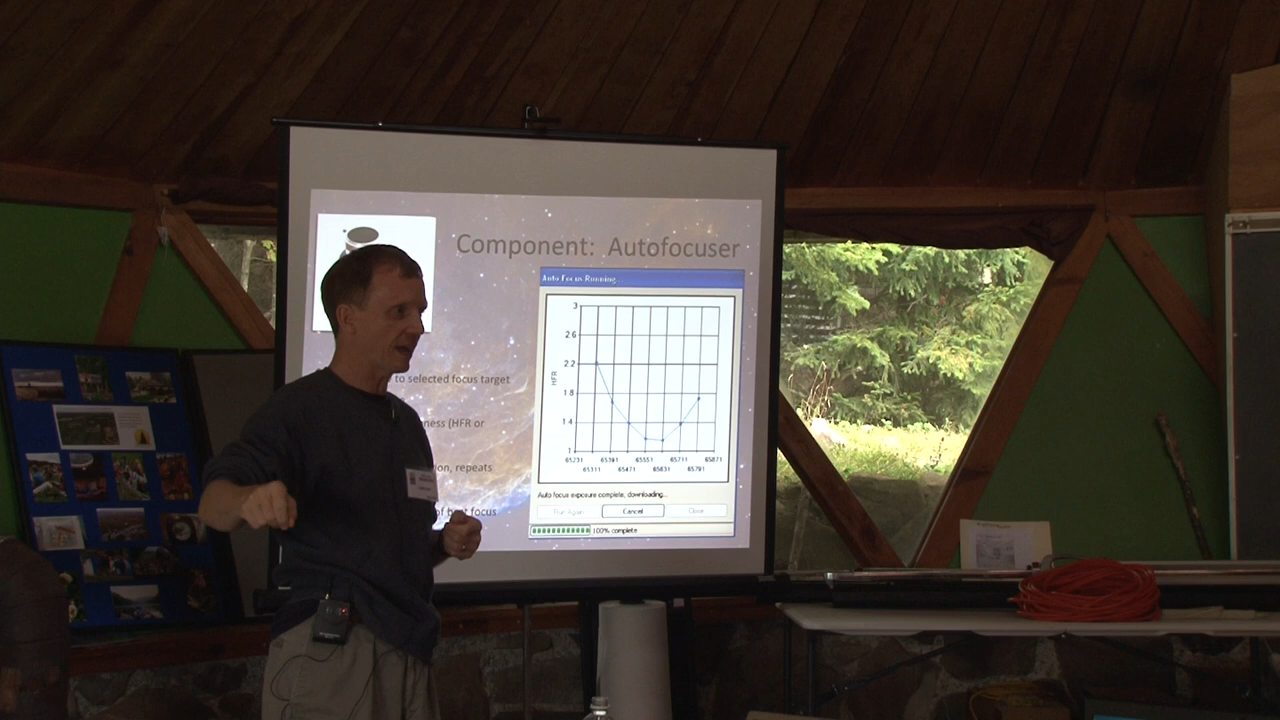 Component: Autofocuser
to selected focus target
ness (HFR or
on, repeats
of best focus
Auto Focus Running
3
2.6
2.2
1.8
1.4
1
HFR
65231 65391 65551 65711 65871
65311 65471 65631 65791
Auto focus exposure complete, downloading...
Run Again Cancel Close
100% complete